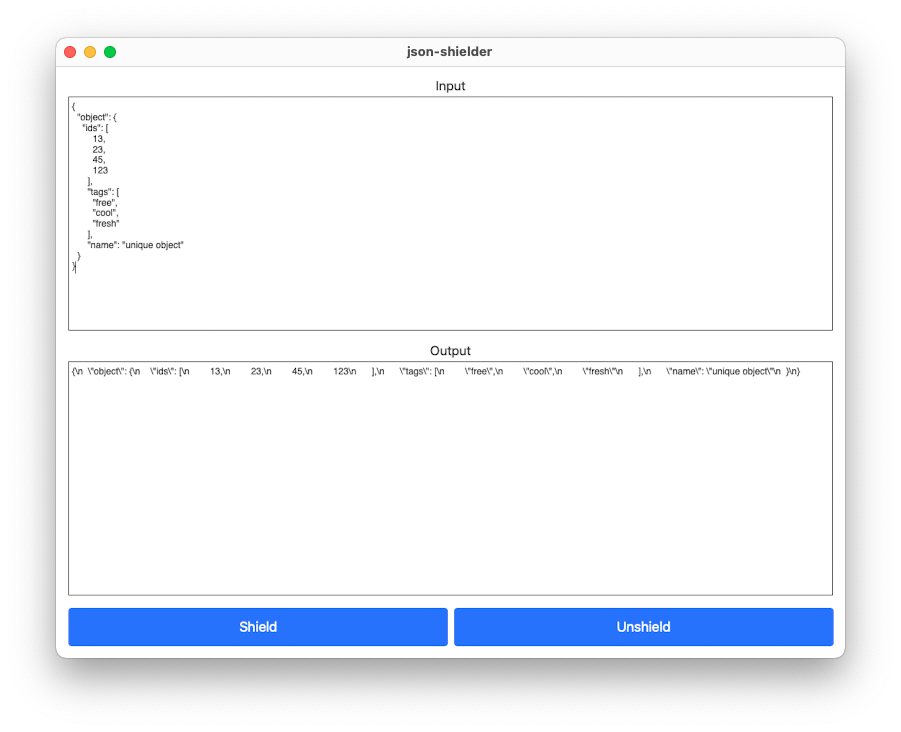 json-shielder
Input
{
  "object": {
    "ids": [
        13,
        23,
        45,
        123
      ],
      "tags": [
        "free",
        "cool",
        "fresh"
      ],
      "name": "unique object"
  }
}
Output
{\n  \"object\": {\n    \"ids\": [\n        13,\n        23,\n        45,\n        123\n      ],\n      \"tags\": [\n        \"free\",\n        \"cool\",\n        \"fresh\"\n      ],\n      \"name\": \"unique object\"\n  }\n}
Shield
Unshield